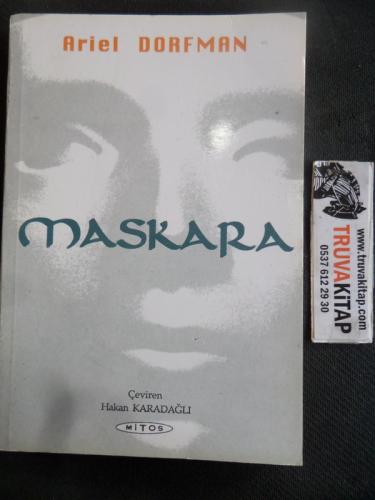 Ariel DORFMAN
MASKARA
Çeviren
Hakan KARADAĞLI
MİTOS
www.truvakitap.com
TRUVAKİTAP
0537 612 29 30